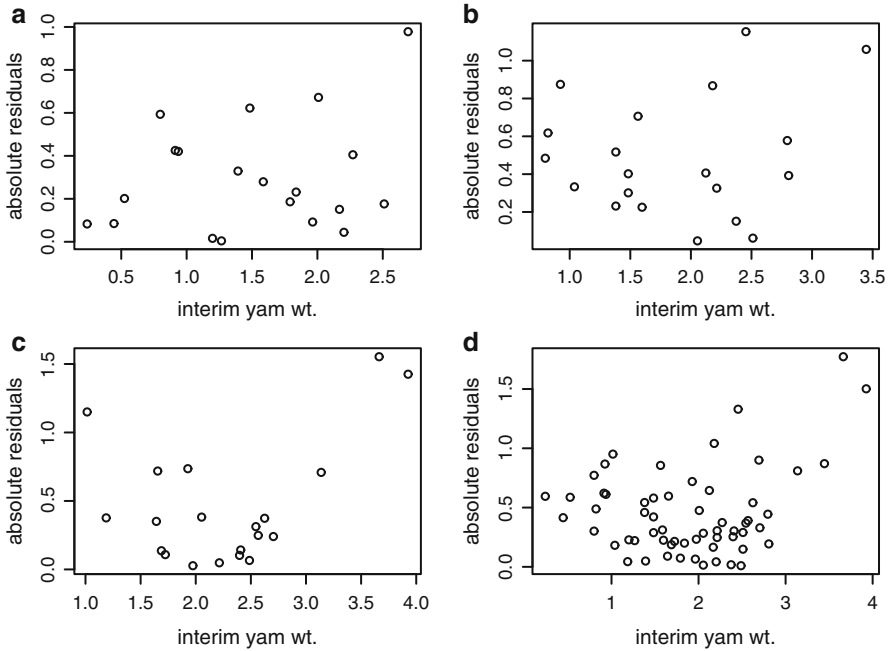 a
absolute residuals
0.0 0.2 0.4 0.6 0.8 1.0
0.5 1.0 1.5 2.0 2.5
interim yam wt.
b
absolute residuals
0.2 0.4 0.6 0.8 1.0
1.0 1.5 2.0 2.5 3.0 3.5
interim yam wt.
c
absolute residuals
0.0 0.5 1.0 1.5
1.0 1.5 2.0 2.5 3.0 3.5 4.0
interim yam wt.
d
absolute residuals
0.0 0.5 1.0 1.5
1 2 3 4
interim yam wt.